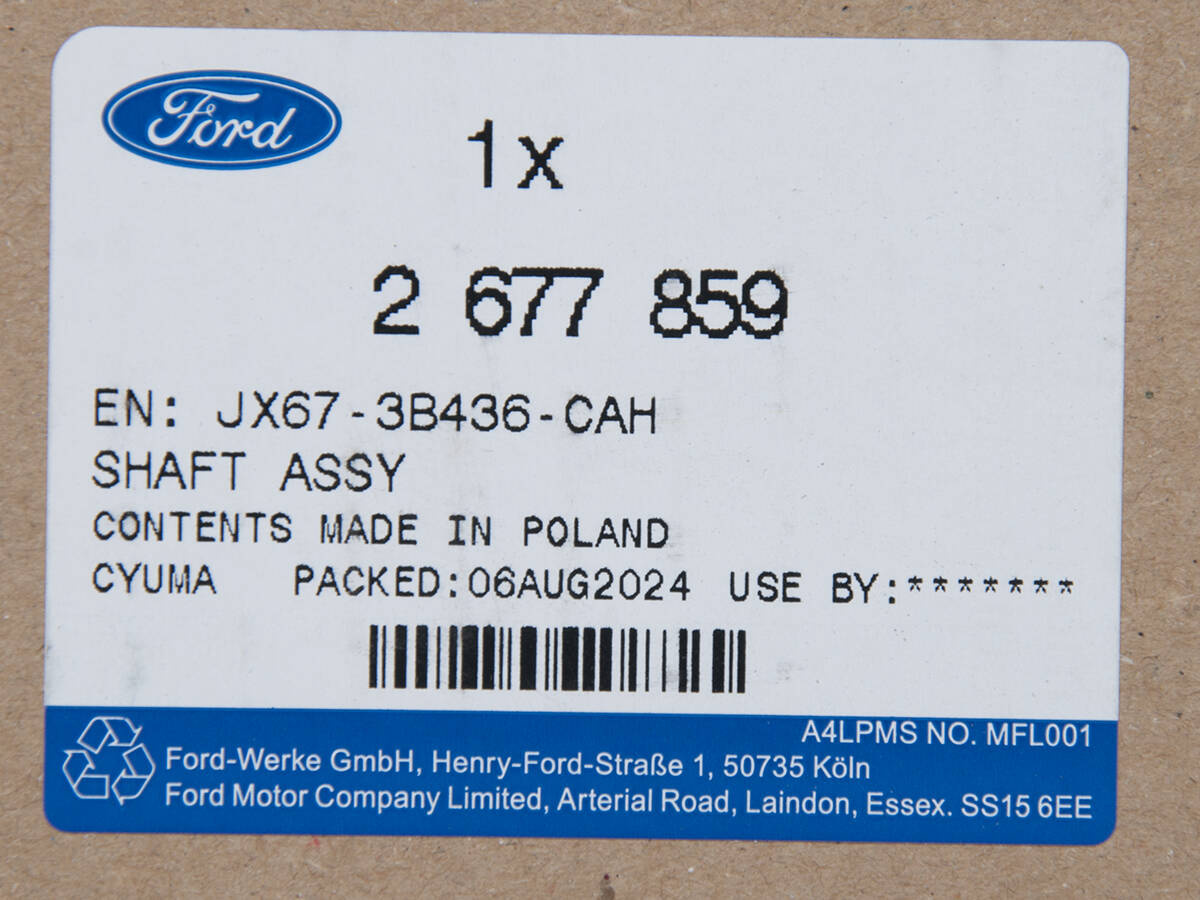 Ford
1x
2 677 859
EN: JX67-3B436-CAH
SHAFT ASSY
CONTENTS MADE IN POLAND
CYUMA PACKED:06AUG2024 USE BY:*******
A4LPMS NO. MFL001
Ford-Werke GmbH, Henry-Ford-Straße 1, 50735 Köln
Ford Motor Company Limited, Arterial Road, Laindon, Essex. SS15 6EE